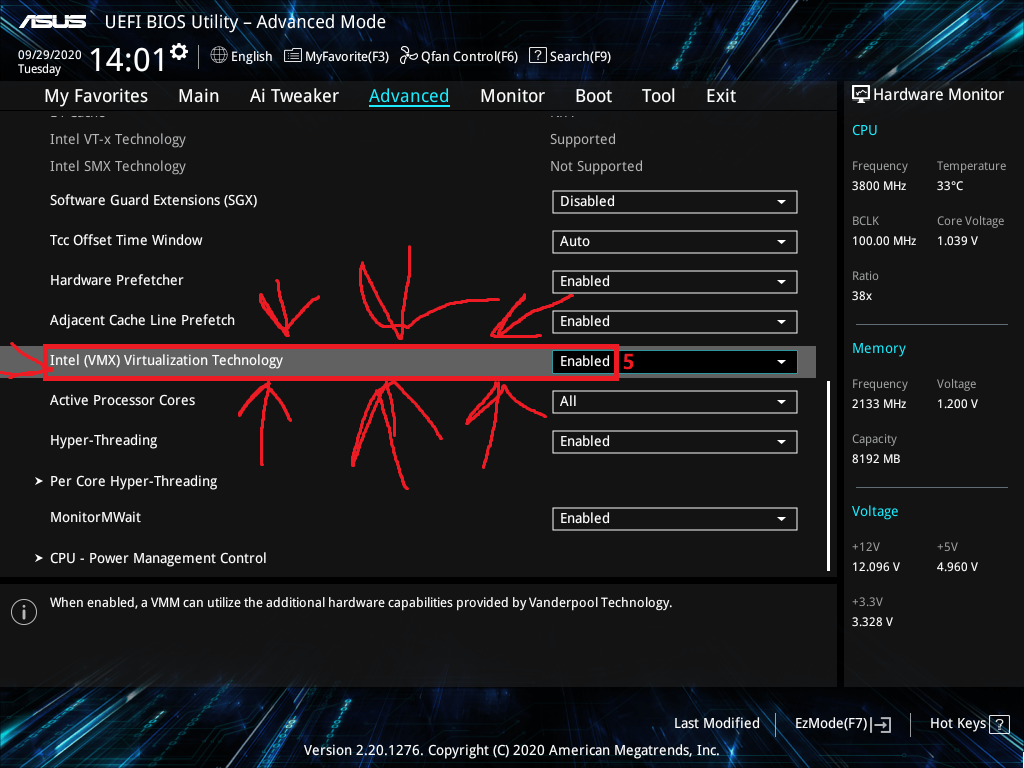 ASUS UEFI BIOS Utility – Advanced Mode
09/29/2020
Tuesday
14:01
English MyFavorite(F3) Qfan Control(F6) ? Search(F9)
My Favorites Main Ai Tweaker Advanced Monitor Boot Tool Exit
Intel VT-x Technology Supported
Intel SMX Technology Not Supported
Software Guard Extensions (SGX) Disabled
Tcc Offset Time Window Auto
Hardware Prefetcher Enabled
Adjacent Cache Line Prefetch Enabled
Intel (VMX) Virtualization Technology Enabled 5
Active Processor Cores All
Hyper-Threading Enabled
Per Core Hyper-Threading
MonitorMWait Enabled
CPU - Power Management Control
When enabled, a VMM can utilize the additional hardware capabilities provided by Vanderpool Technology.
Hardware Monitor
CPU
Frequency Temperature
3800 MHz 33°C
BCLK Core Voltage
100.00 MHz 1.039 V
Ratio
38x
Memory
Frequency Voltage
2133 MHz 1.200 V
Capacity
8192 MB
Voltage
+12V +5V
12.096 V 4.960 V
+3.3V
3.328 V
Last Modified EzMode(F7) Hot Keys ?
Version 2.20.1276. Copyright (C) 2020 American Megatrends, Inc.